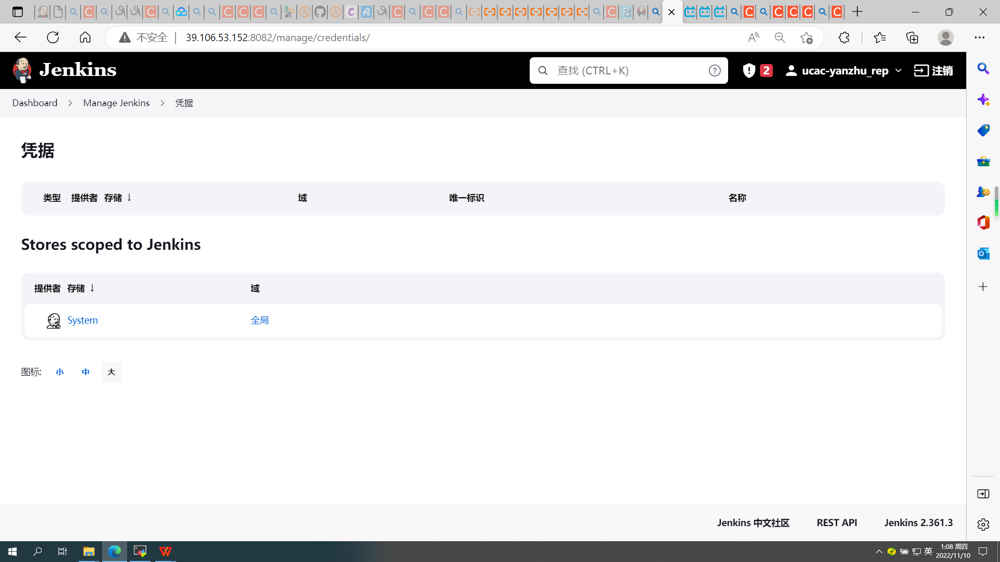 不安全
39.106.53.152:8082/manage/credentials/
Jenkins
查找 (CTRL+K)
2
ucac-yanzhu_rep
注销
Dashboard
Manage Jenkins
凭据
凭据
类型 提供者 存储 ↓ 域 唯一标识 名称
Stores scoped to Jenkins
提供者 存储 ↓ 域
System 全局
图标: 小 中 大
Jenkins 中文社区 REST API Jenkins 2.361.3
英
1:08 周四
2022/11/10